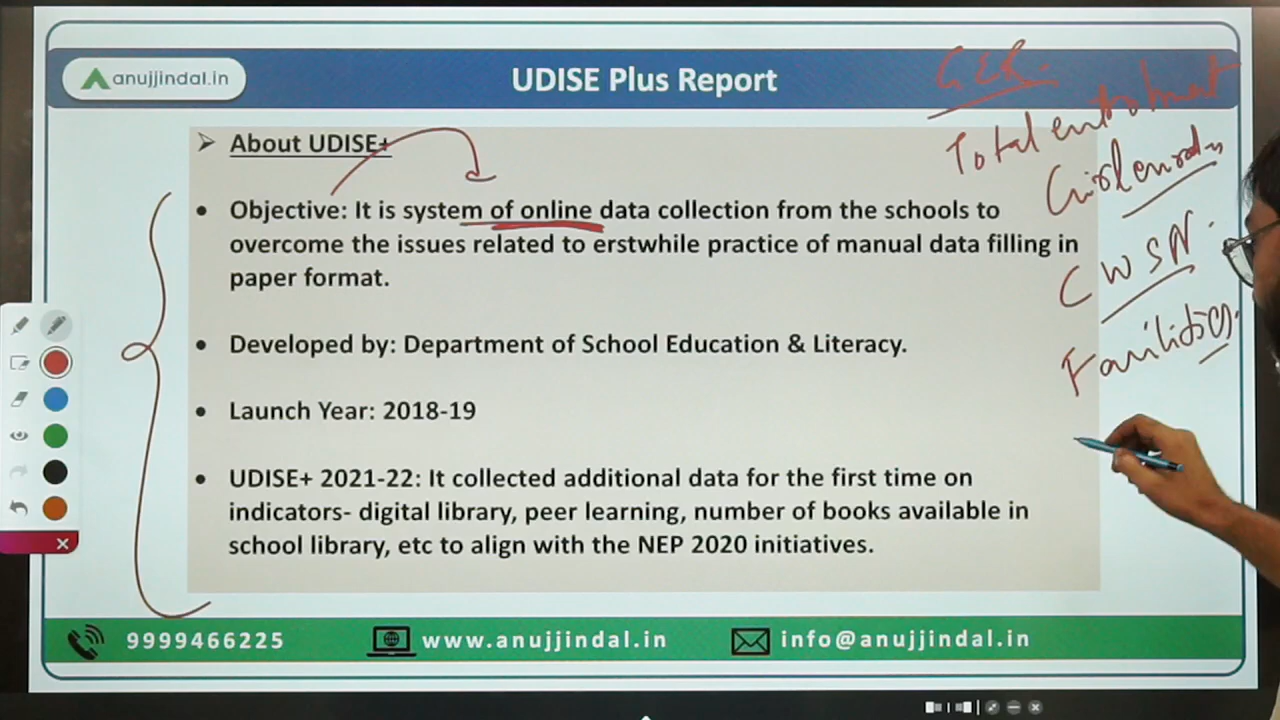 anujjindal.in
UDISE Plus Report
GER.
About UDISE+
Total enrolment
Objective: It is system of online data collection from the schools to
overcome the issues related to erstwhile practice of manual data filling in
paper format.
CWSN.
Developed by: Department of School Education & Literacy.
Launch Year: 2018-19
UDISE+ 2021-22: It collected additional data for the first time on
indicators- digital library, peer learning, number of books available in
school library, etc to align with the NEP 2020 initiatives.
9999466225 www.anujjindal.in info@anujjindal.in